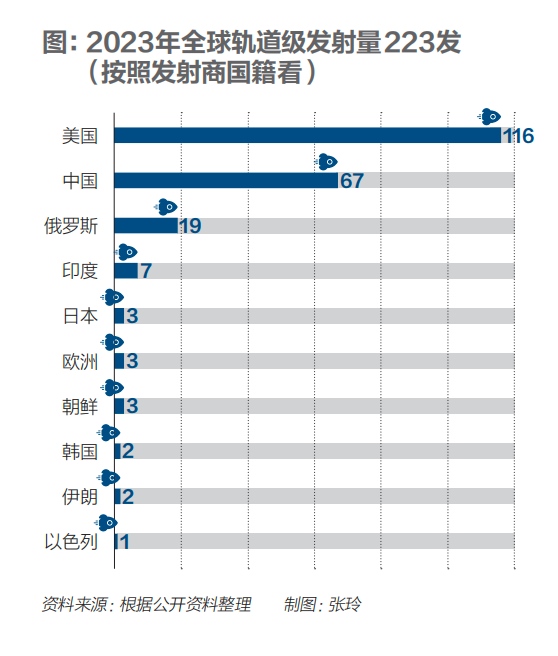 图：2023年全球轨道级发射量223发
（按照发射商国籍看）
美国 116
中国 67
俄罗斯 19
印度 7
日本 3
欧洲 3
朝鲜 3
韩国 2
伊朗 2
以色列 1
资料来源：根据公开资料整理 制图：张玲